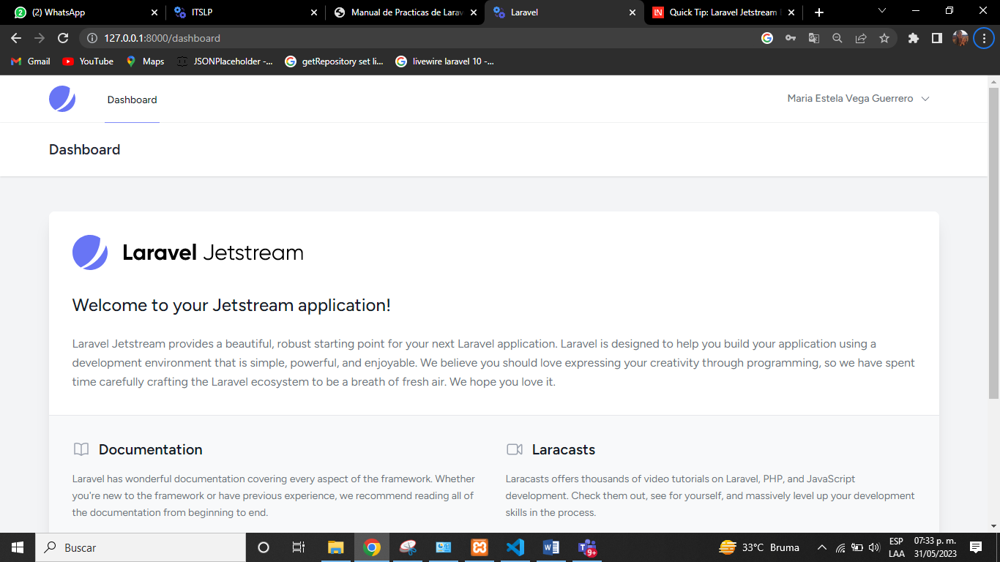 2
(2) WhatsApp
ITSLP
Manual de Practicas de Larav
Laravel
LN
Quick Tip: Laravel Jetstream
127.0.0.1:8000/dashboard
Gmail
YouTube
Maps
JSONPlaceholder -...
getRepository set li...
livewire laravel 10 -...
Dashboard
Maria Estela Vega Guerrero
Dashboard
Laravel Jetstream
Welcome to your Jetstream application!
Laravel Jetstream provides a beautiful, robust starting point for your next Laravel application. Laravel is designed to help you build your application using a
development environment that is simple, powerful, and enjoyable. We believe you should love expressing your creativity through programming, so we have spent
time carefully crafting the Laravel ecosystem to be a breath of fresh air. We hope you love it.
Documentation
Laravel has wonderful documentation covering every aspect of the framework. Whether
you're new to the framework or have previous experience, we recommend reading all of
the documentation from beginning to end.
Laracasts
Laracasts offers thousands of video tutorials on Laravel, PHP, and JavaScript
development. Check them out, see for yourself, and massively level up your development
skills in the process.
Buscar
9+
33°C Bruma
ESP
LAA
07:33 p. m.
31/05/2023